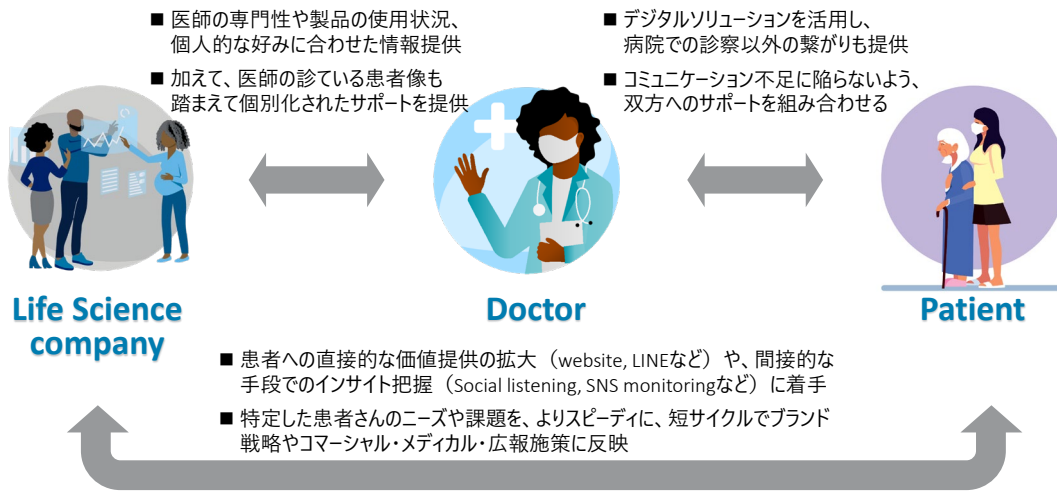 ■ 医師の専門性や製品の使用状況、
個人的な好みに合わせた情報提供
■ 加えて、医師の診ている患者像も
踏まえて個別化されたサポートを提供
■ デジタルソリューションを活用し、
病院での診察以外の繋がりも提供
■ コミュニケーション不足に陥らないよう、
双方へのサポートを組み合わせる
Life Science
company
Doctor
Patient
■ 患者への直接的な価値提供の拡大（website, LINEなど）や、間接的な
手段でのインサイト把握（Social listening, SNS monitoringなど）に着手
■ 特定した患者さんのニーズや課題を、よりスピーディに、短サイクルでブランド
戦略やコマーシャル・メディカル・広報施策に反映